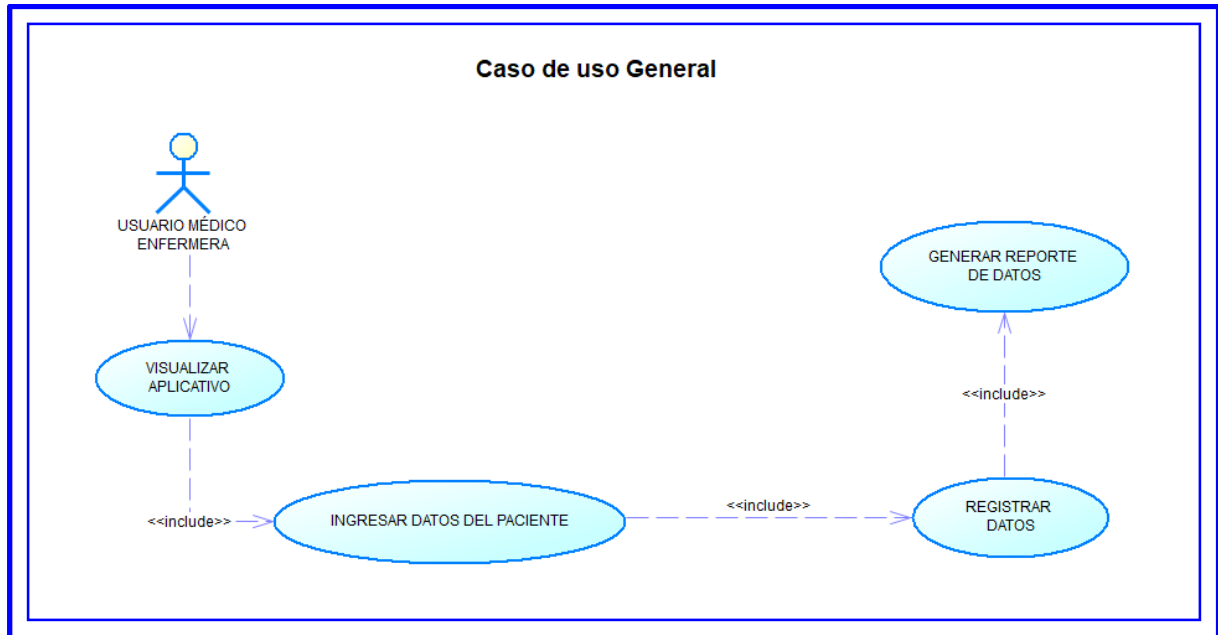 Caso de uso General
USUARIO MÉDICO
ENFERMERA
VISUALIZAR
APLICATIVO
<<include>>
INGRESAR DATOS DEL PACIENTE
<<include>>
REGISTRAR
DATOS
<<include>>
GENERAR REPORTE
DE DATOS